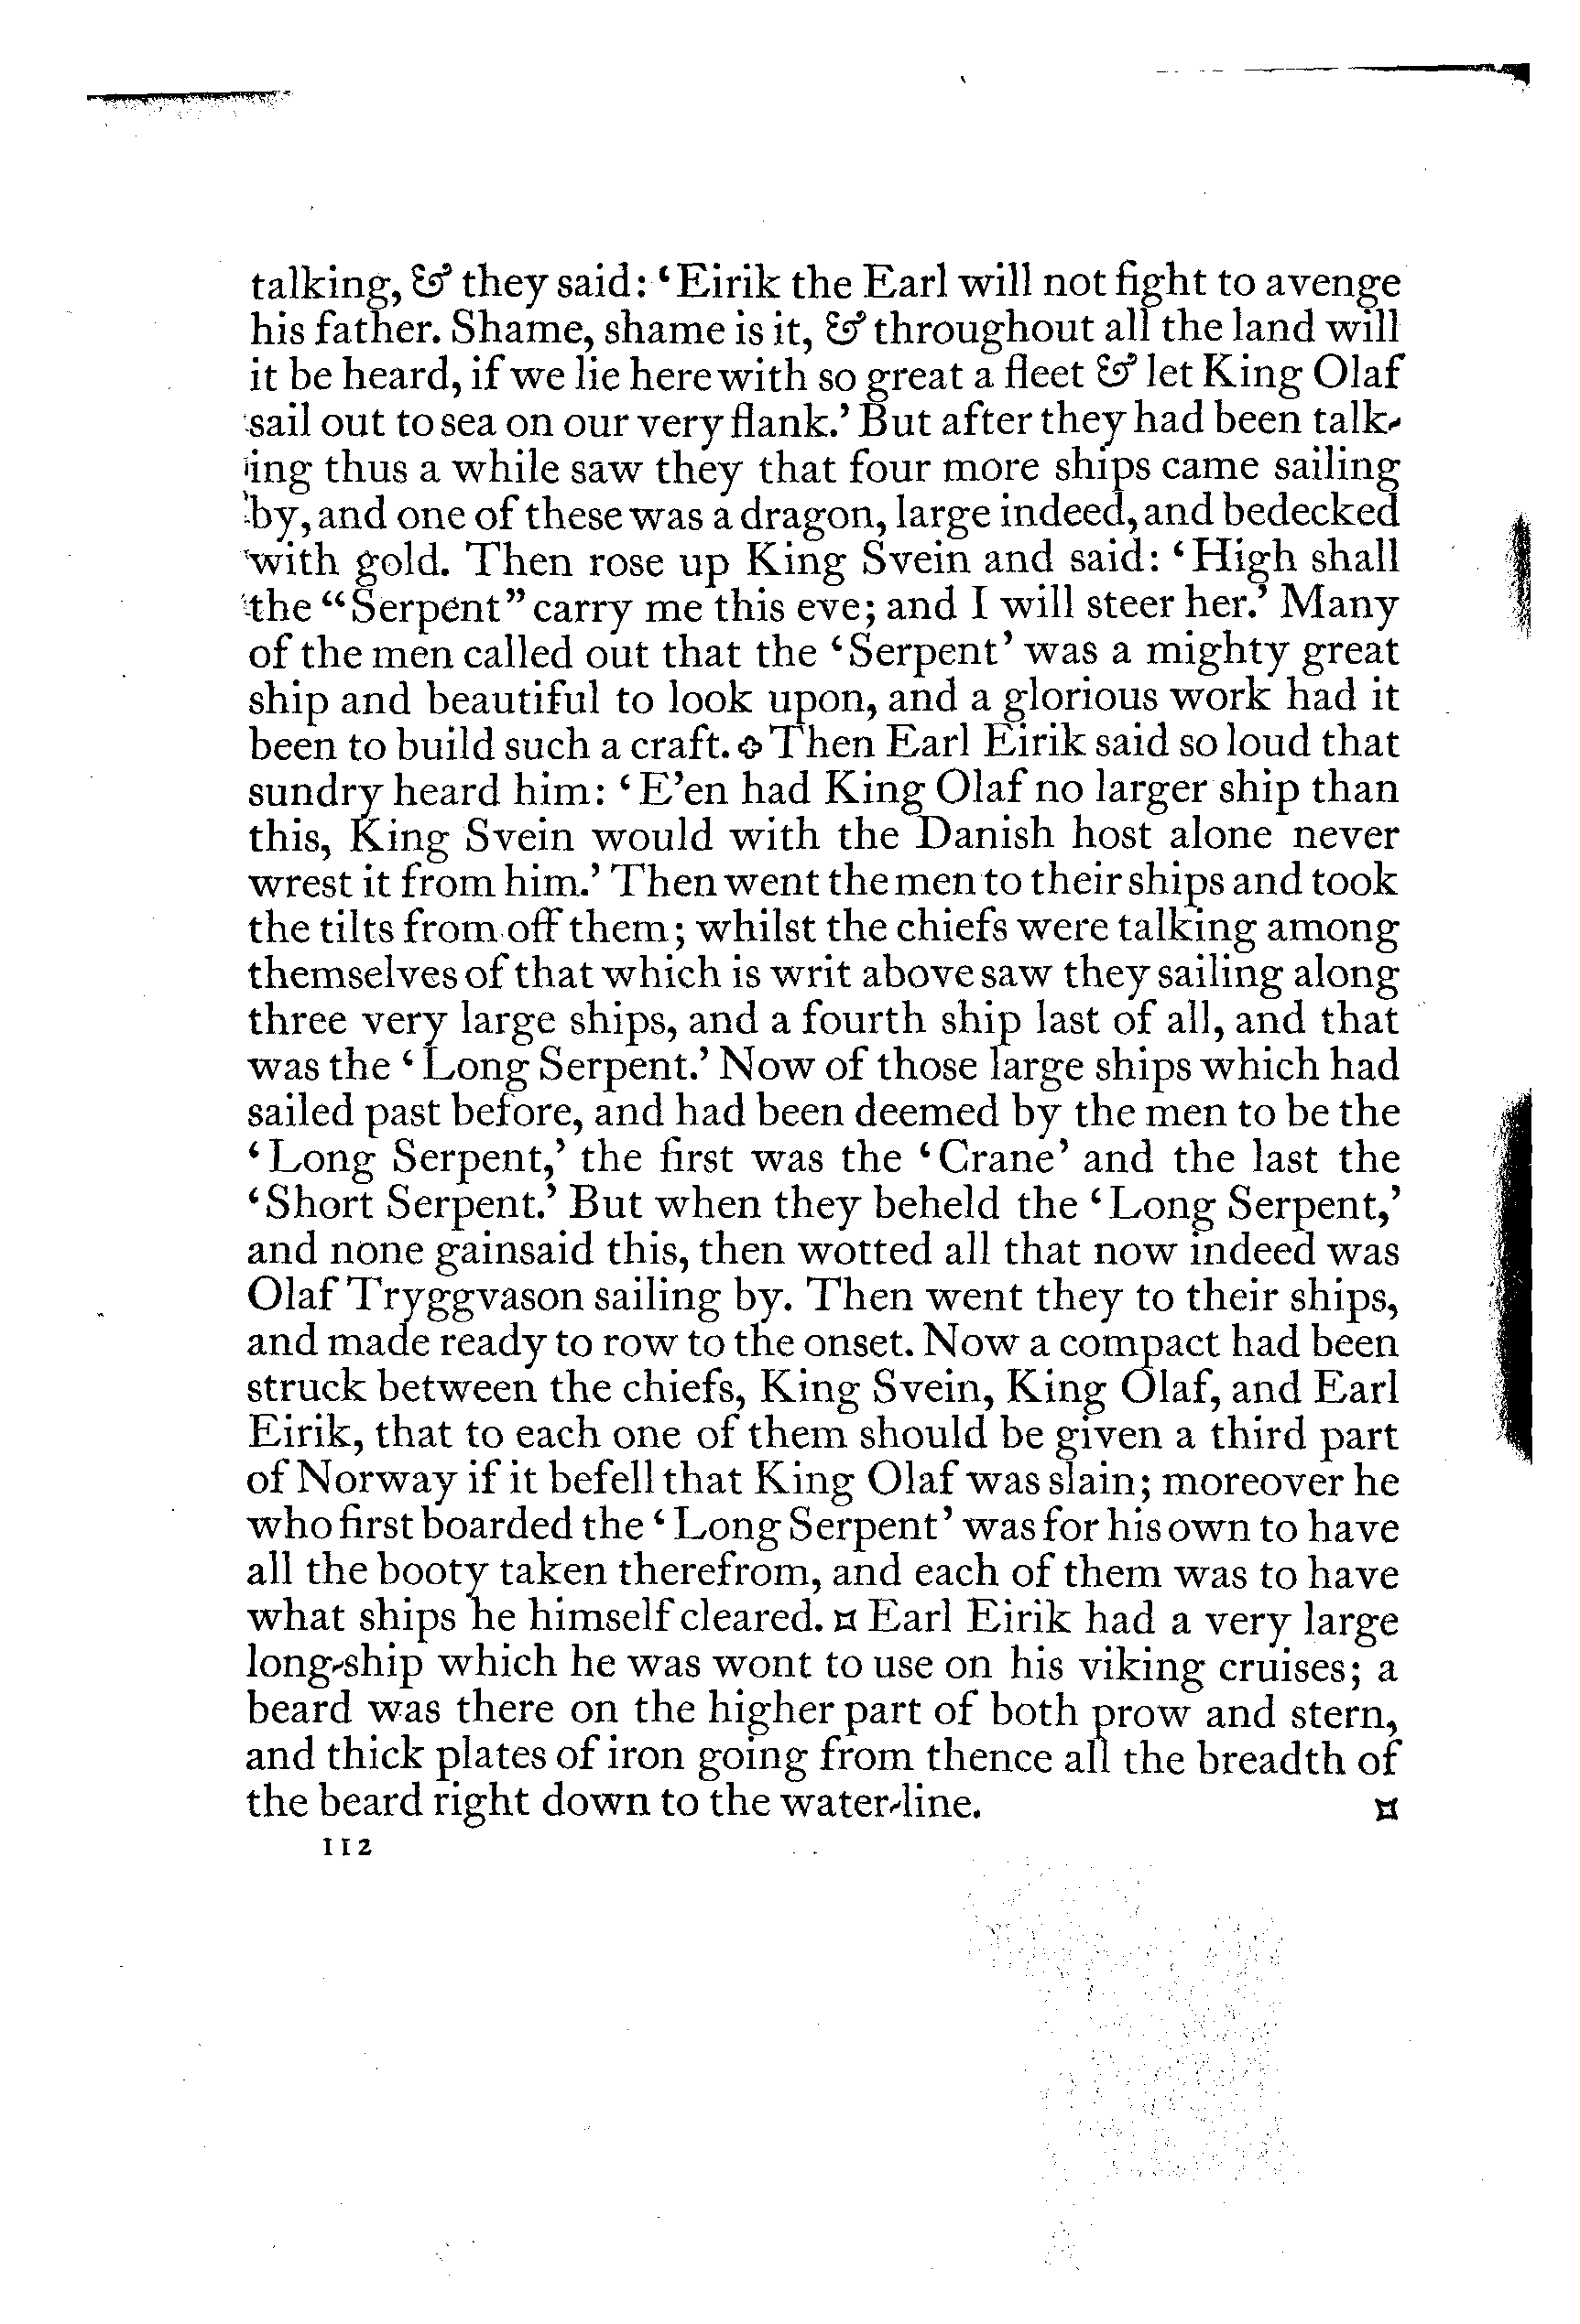 talking, & they said: ‘Eirik the Earl will not fight to avenge
his father. Shame, shame is it, & throughout all the land will
it be heard, if we lie here with so great a fleet & let King Olaf
sail out to sea on our very flank.’ But after they had been talk-
ing thus a while saw they that four more ships came sailing
by, and one of these was a dragon, large indeed, and bedecked
with gold. Then rose up King Svein and said: ‘High shall
the “Serpent” carry me this eve; and I will steer her.’ Many
of the men called out that the ‘Serpent’ was a mighty great
ship and beautiful to look upon, and a glorious work had it
been to build such a craft. ✥ Then Earl Eirik said so loud that
sundry heard him: ‘E’en had King Olaf no larger ship than
this, King Svein would with the Danish host alone never
wrest it from him.’ Then went the men to their ships and took
the tilts from off them; whilst the chiefs were talking among
themselves of that which is writ above saw they sailing along
three very large ships, and a fourth ship last of all, and that
was the ‘Long Serpent.’ Now of those large ships which had
sailed past before, and had been deemed by the men to be the
‘Long Serpent,’ the first was the ‘Crane’ and the last the
‘Short Serpent.’ But when they beheld the ‘Long Serpent,’
and none gainsaid this, then wotted all that now indeed was
Olaf Tryggvason sailing by. Then went they to their ships,
and made ready to row to the onset. Now a compact had been
struck between the chiefs, King Svein, King Olaf, and Earl
Eirik, that to each one of them should be given a third part
of Norway if it befell that King Olaf was slain; moreover he
who first boarded the ‘Long Serpent’ was for his own to have
all the booty taken therefrom, and each of them was to have
what ships he himself cleared. ¤ Earl Eirik had a very large
long-ship which he was wont to use on his viking cruises; a
beard was there on the higher part of both prow and stern,
and thick plates of iron going from thence all the breadth of
the beard right down to the water-line. ¤
112